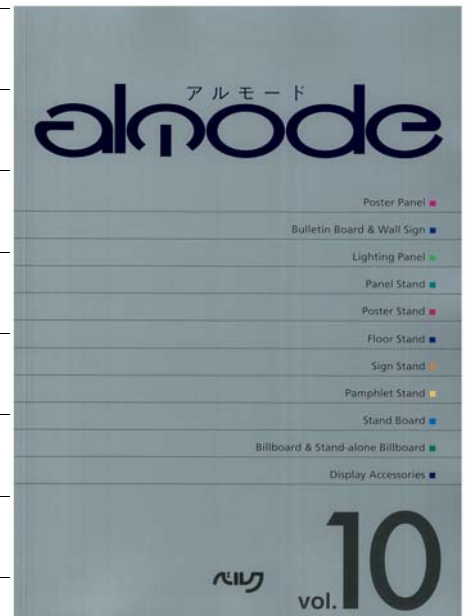 アルモード
almode
Poster Panel
Bulletin Board & Wall Sign
Lighting Panel
Panel Stand
Poster Stand
Floor Stand
Sign Stand
Pamphlet Stand
Stand Board
Billboard & Stand-alone Billboard
Display Accessories
ベルク
vol.10